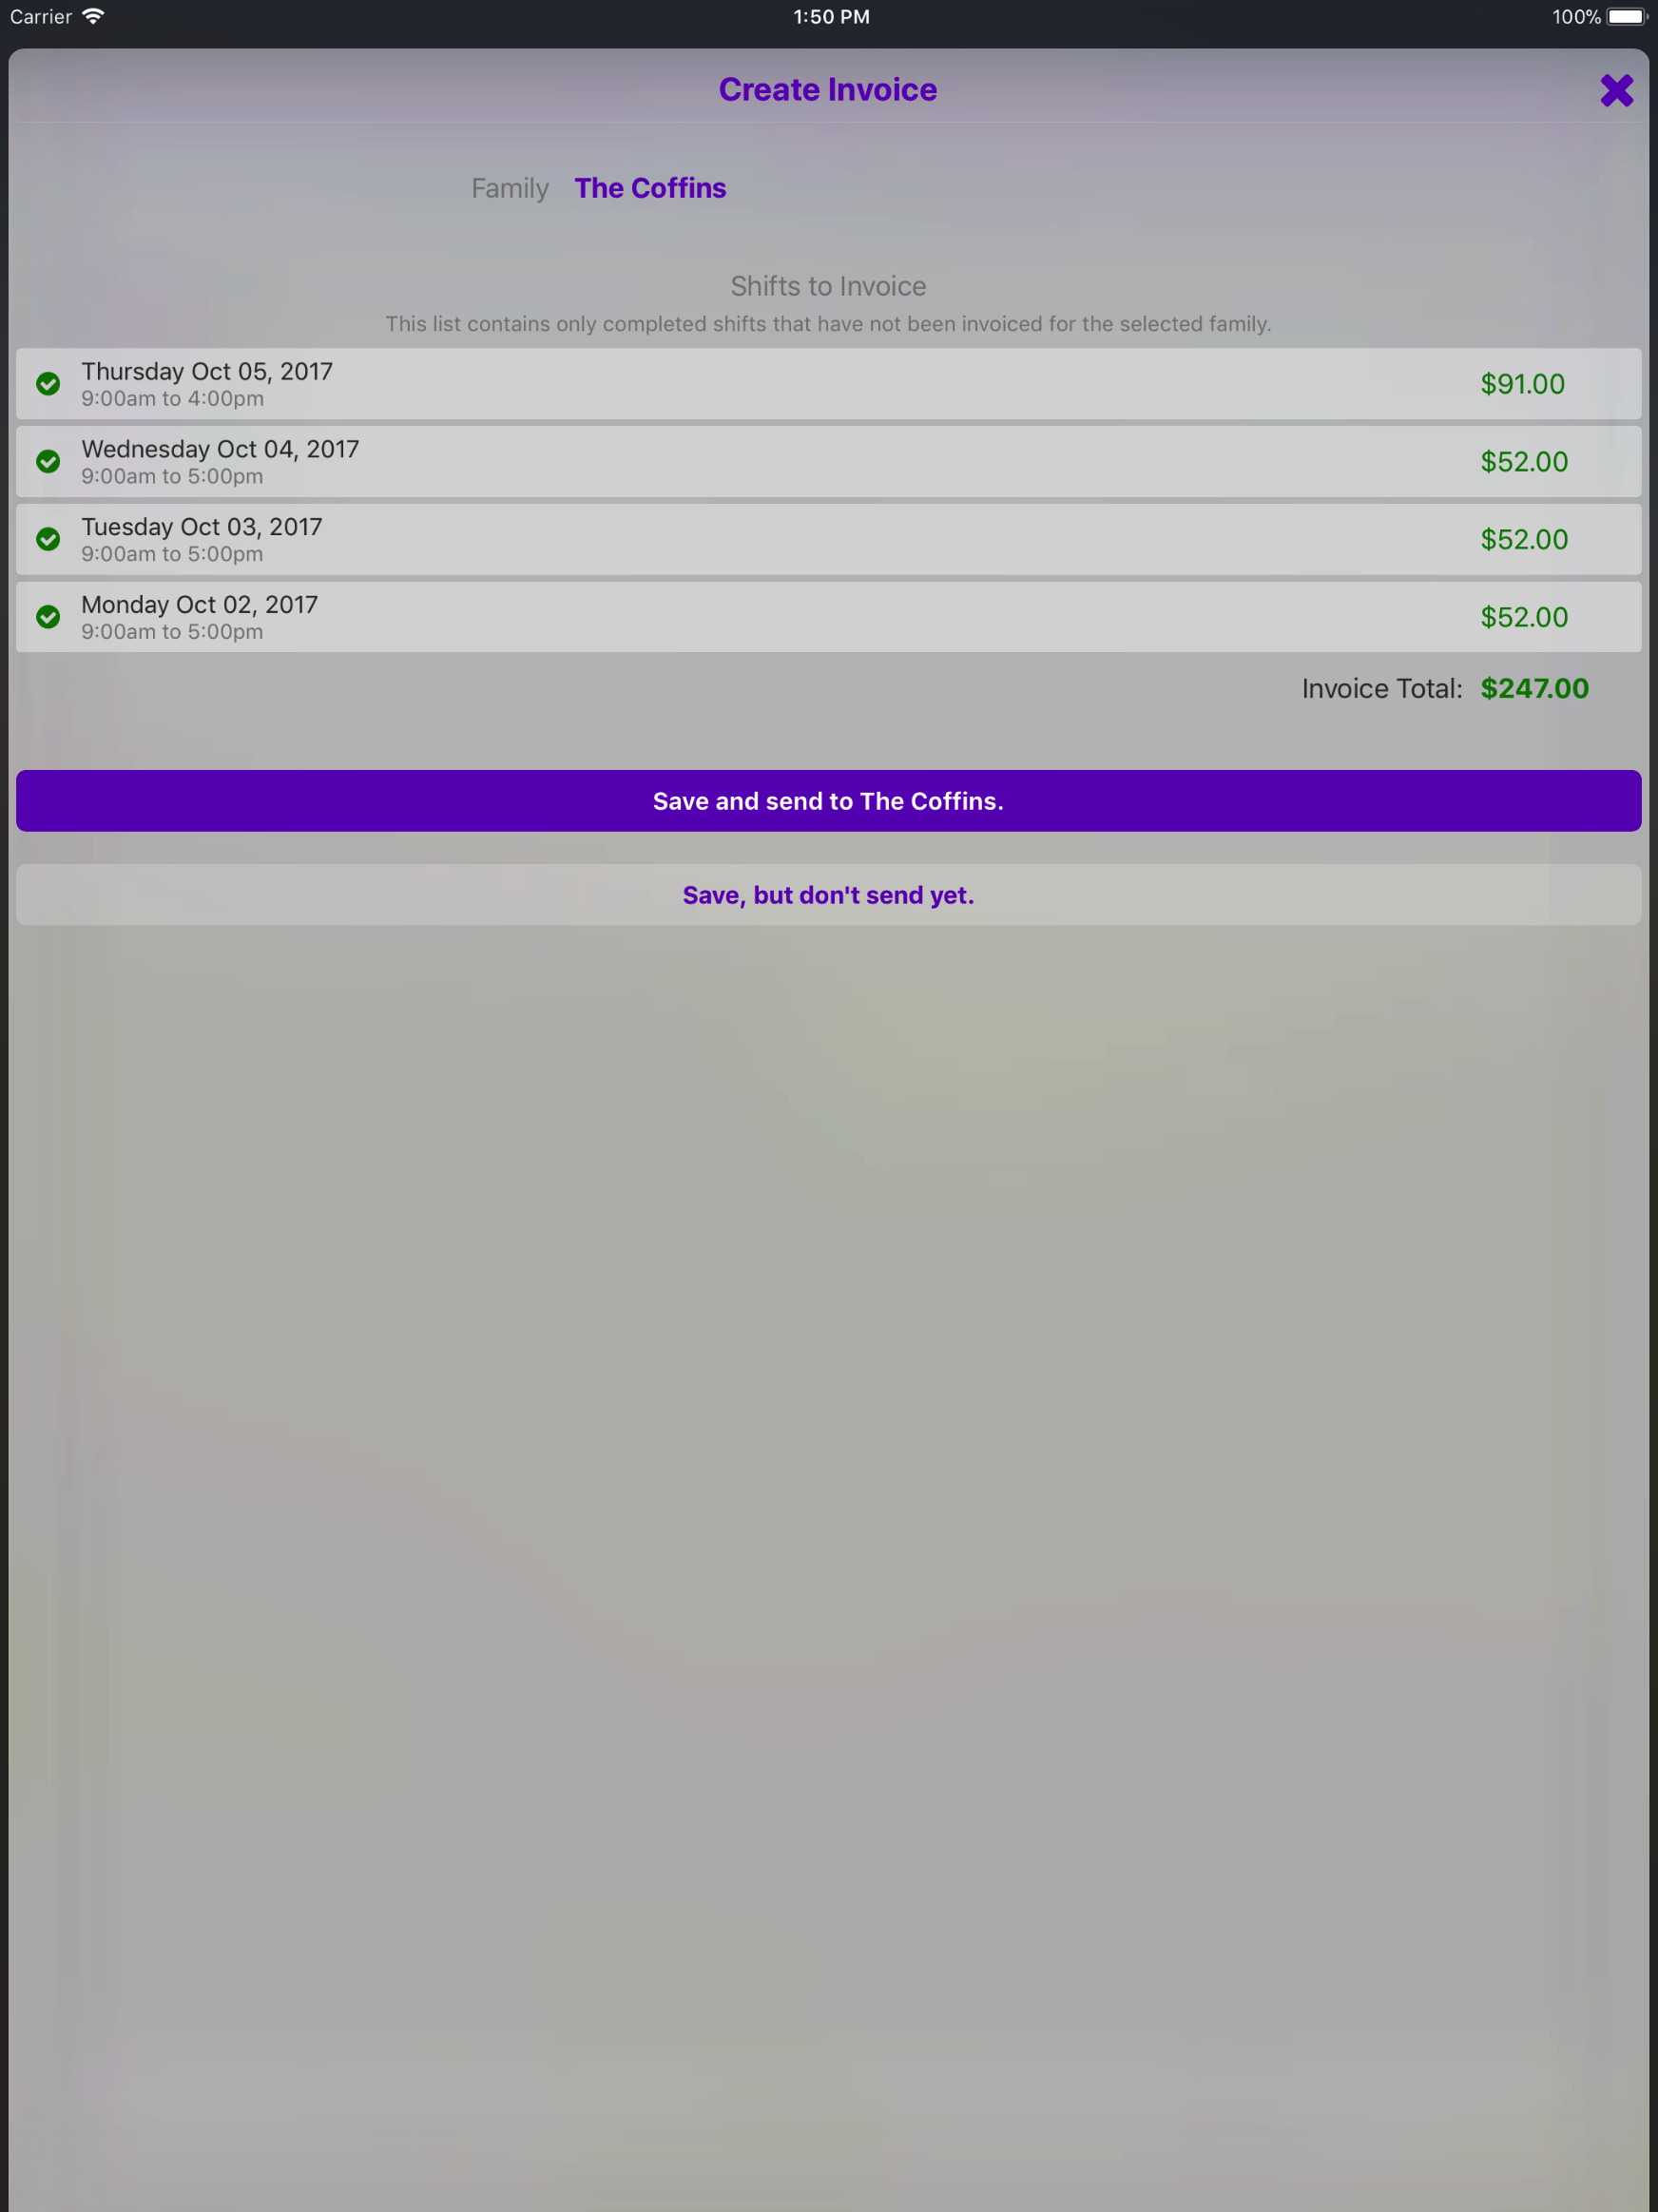 Carrier 1:50 PM 100%
Create Invoice
Family The Coffins
Shifts to Invoice
This list contains only completed shifts that have not been invoiced for the selected family.
Thursday Oct 05, 2017
9:00am to 4:00pm
$91.00
Wednesday Oct 04, 2017
9:00am to 5:00pm
$52.00
Tuesday Oct 03, 2017
9:00am to 5:00pm
$52.00
Monday Oct 02, 2017
9:00am to 5:00pm
$52.00
Invoice Total: $247.00
Save and send to The Coffins.
Save, but don't send yet.